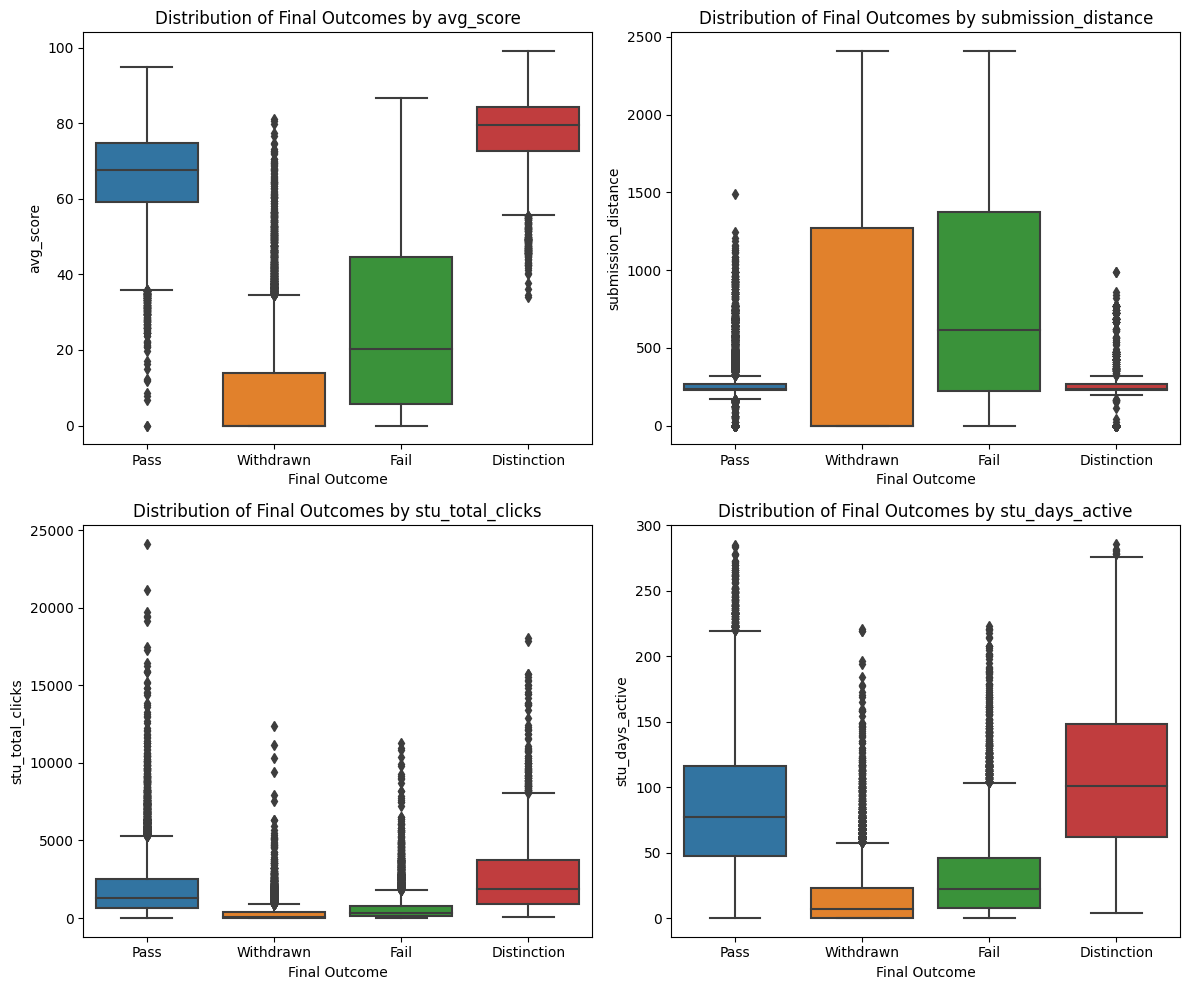 Distribution of Final Outcomes by avg_score
100
80
60
40
20
0
avg_score
Pass Withdrawn Fail Distinction
Final Outcome
Distribution of Final Outcomes by submission_distance
2500
2000
1500
1000
500
0
submission_distance
Pass Withdrawn Fail Distinction
Final Outcome
Distribution of Final Outcomes by stu_total_clicks
25000
20000
15000
10000
5000
0
stu_total_clicks
Pass Withdrawn Fail Distinction
Final Outcome
Distribution of Final Outcomes by stu_days_active
300
250
200
150
100
50
0
stu_days_active
Pass Withdrawn Fail Distinction
Final Outcome